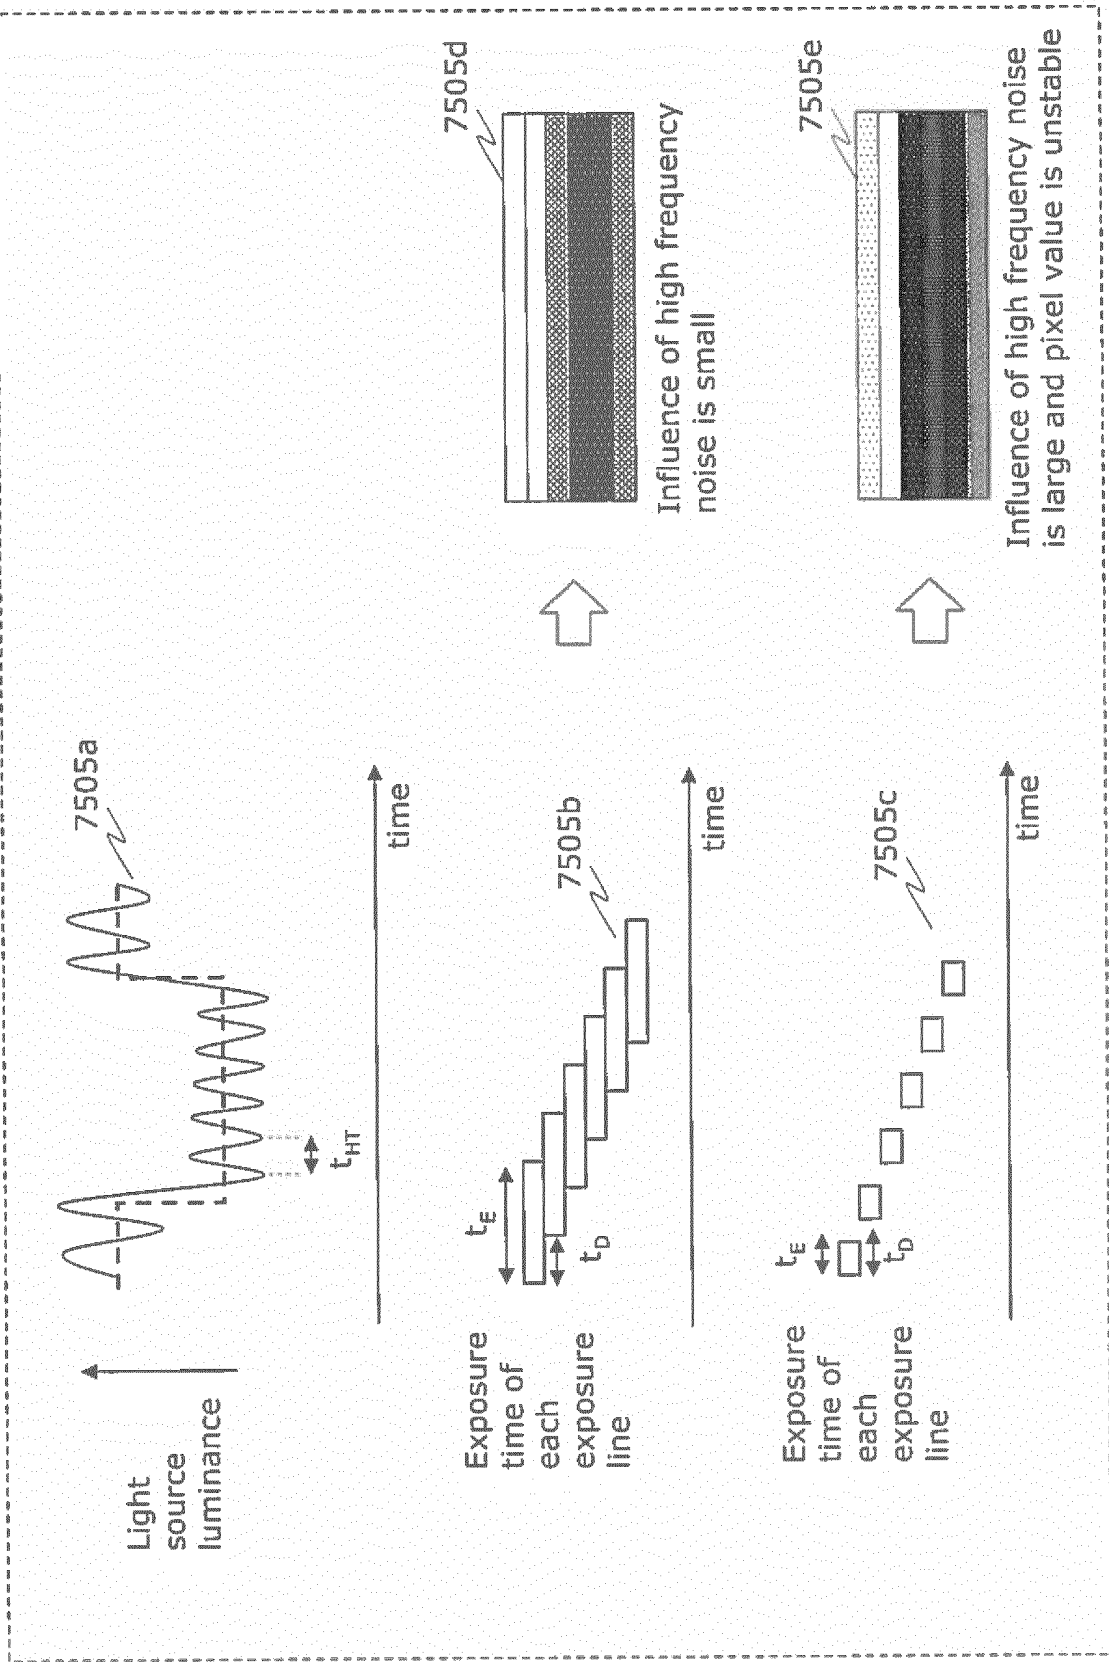 Light
source
luminance
7505a
t_HT
time
Exposure
time of
each
exposure
line
t_E
t_D
7505b
time
7505d
Influence of high frequency
noise is small
Exposure
time of
each
exposure
line
t_E
t_D
7505c
time
7505e
Influence of high frequency noise
is large and pixel value is unstable